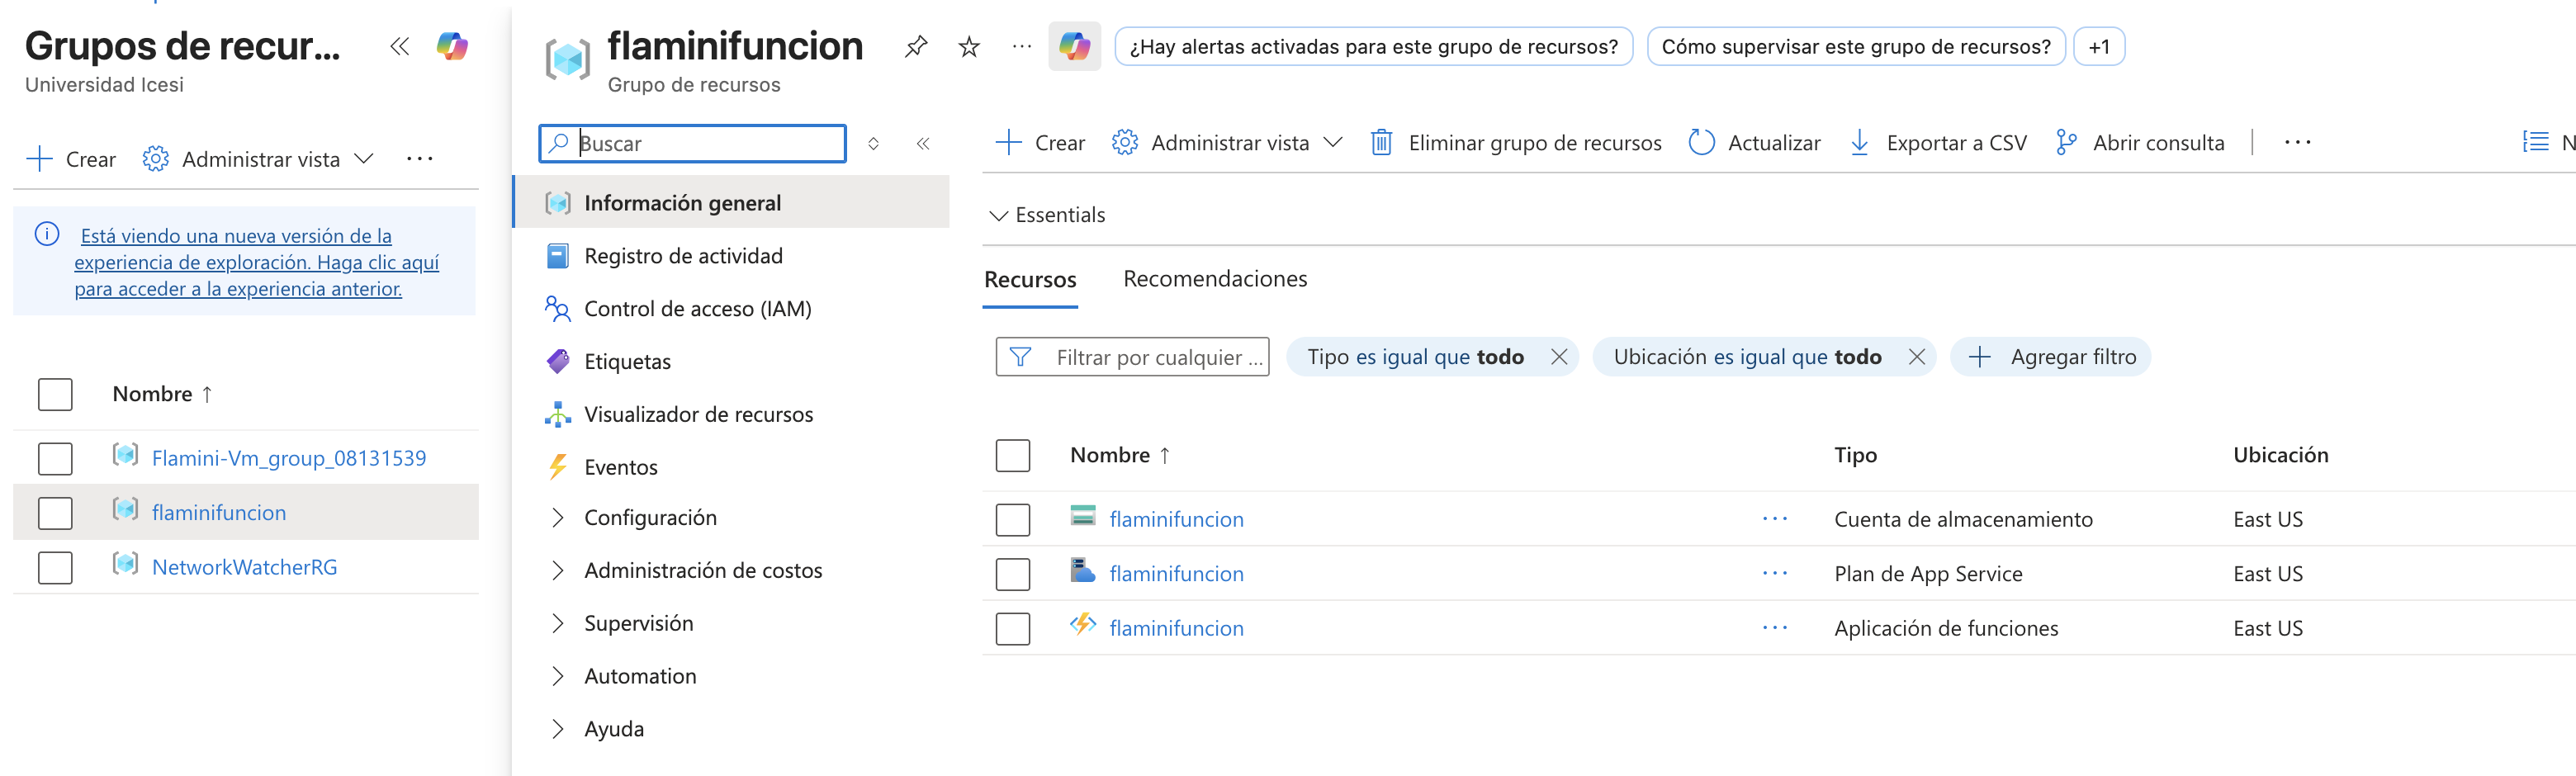 Grupos de recur...
Universidad Icesi
Crear
Administrar vista
Está viendo una nueva versión de la
experiencia de exploración. Haga clic aquí
para acceder a la experiencia anterior.
Nombre ↑
Flamini-Vm_group_08131539
flaminifuncion
NetworkWatcherRG
flaminifuncion
Grupo de recursos
¿Hay alertas activadas para este grupo de recursos?
Cómo supervisar este grupo de recursos?
+1
Buscar
Información general
Registro de actividad
Control de acceso (IAM)
Etiquetas
Visualizador de recursos
Eventos
Configuración
Administración de costos
Supervisión
Automation
Ayuda
Crear
Administrar vista
Eliminar grupo de recursos
Actualizar
Exportar a CSV
Abrir consulta
Essentials
Recursos
Recomendaciones
Filtrar por cualquier ...
Tipo es igual que todo
Ubicación es igual que todo
Agregar filtro
Nombre ↑ Tipo Ubicación
flaminifuncion ... Cuenta de almacenamiento East US
flaminifuncion ... Plan de App Service East US
flaminifuncion ... Aplicación de funciones East US